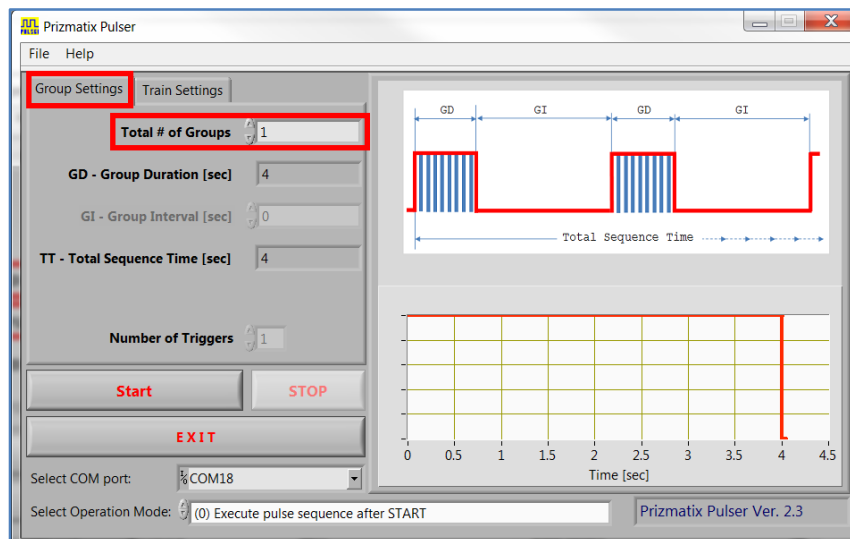 PULSER
Prizmatix Pulser
X
File Help
Group Settings Train Settings
Total # of Groups 1
GD - Group Duration [sec] 4
GI - Group Interval [sec] 0
TT - Total Sequence Time [sec] 4
Number of Triggers 1
Start STOP
E X I T
Select COM port: COM18
Select Operation Mode: (0) Execute pulse sequence after START
GD GI GD GI
Total Sequence Time
0 0.5 1 1.5 2 2.5 3 3.5 4 4.5
Time [sec]
Prizmatix Pulser Ver. 2.3